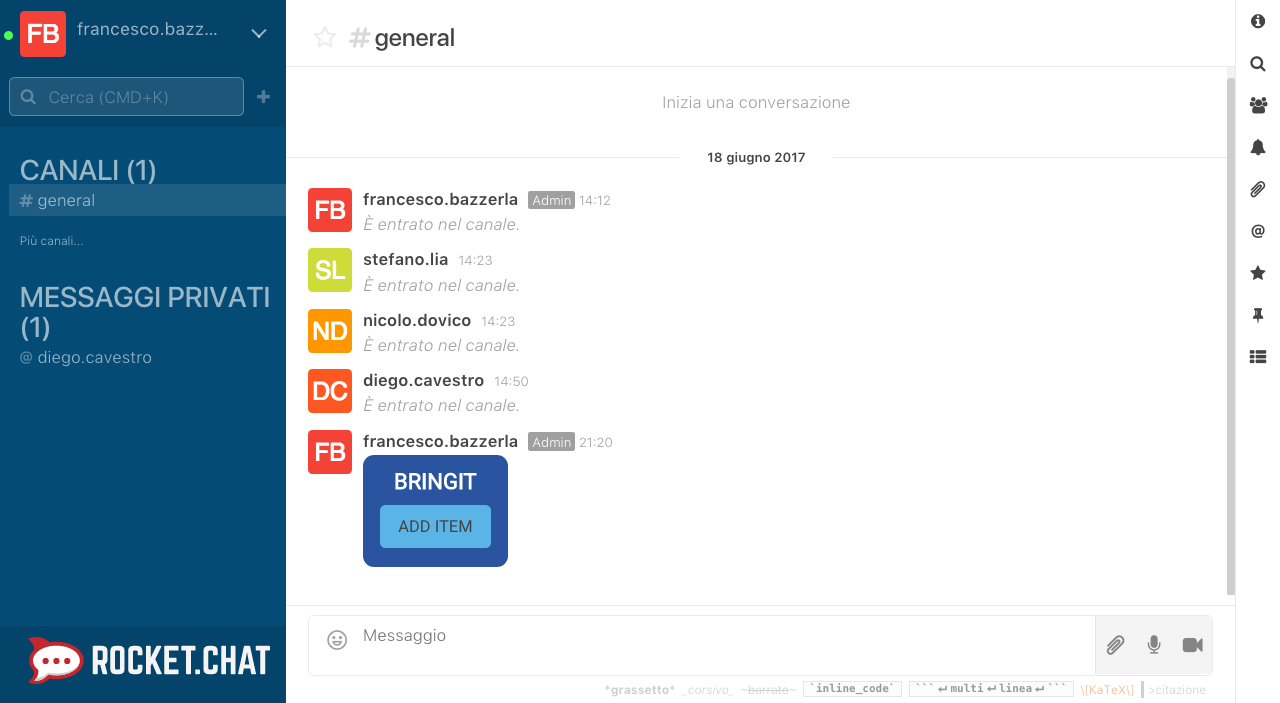 FB francesco.bazz...
Cerca (CMD+K)
CANALI (1)
# general
Più canali...
MESSAGGI PRIVATI
(1)
@ diego.cavestro
ROCKET.CHAT
#general
Inizia una conversazione
18 giugno 2017
FB francesco.bazzerla Admin 14:12
È entrato nel canale.
SL stefano.lia 14:23
È entrato nel canale.
ND nicolo.dovico 14:23
È entrato nel canale.
DC diego.cavestro 14:50
È entrato nel canale.
FB francesco.bazzerla Admin 21:20
BRINGIT
ADD ITEM
Messaggio
*grassetto* _corsivo_ ~barrato~ `inline_code` ```↵multi↵linea↵``` \[KaTeX\] >citazione